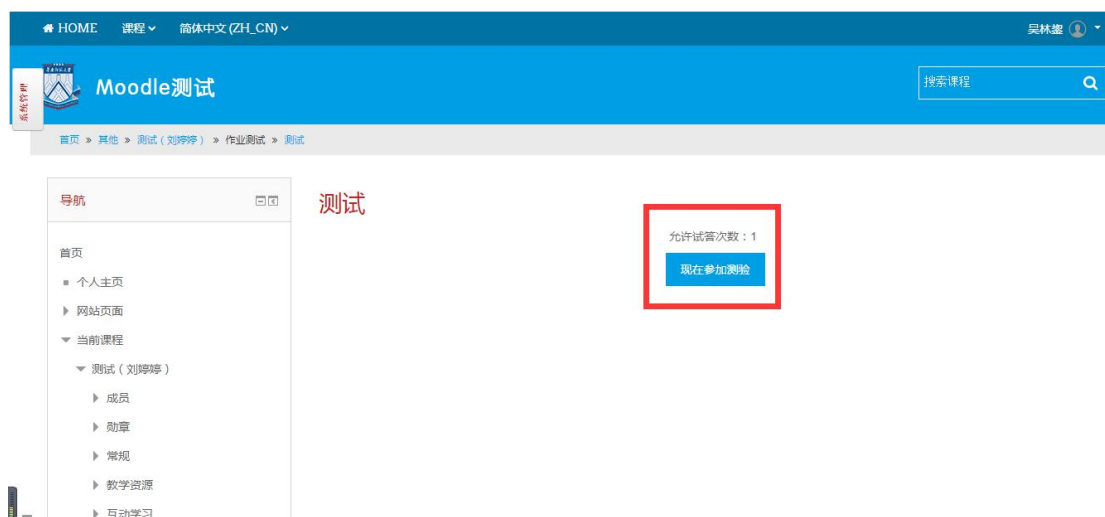 HOME 课程 简体中文 (ZH_CN) 吴林鋆
系统管理
Moodle测试
搜索课程
首页 » 其他 » 测试(刘婷婷) » 作业测试 » 测试
导航
测试
允许试答次数:1
现在参加测验
首页
个人主页
网站页面
当前课程
测试(刘婷婷)
成员
勋章
常规
教学资源
互动学习